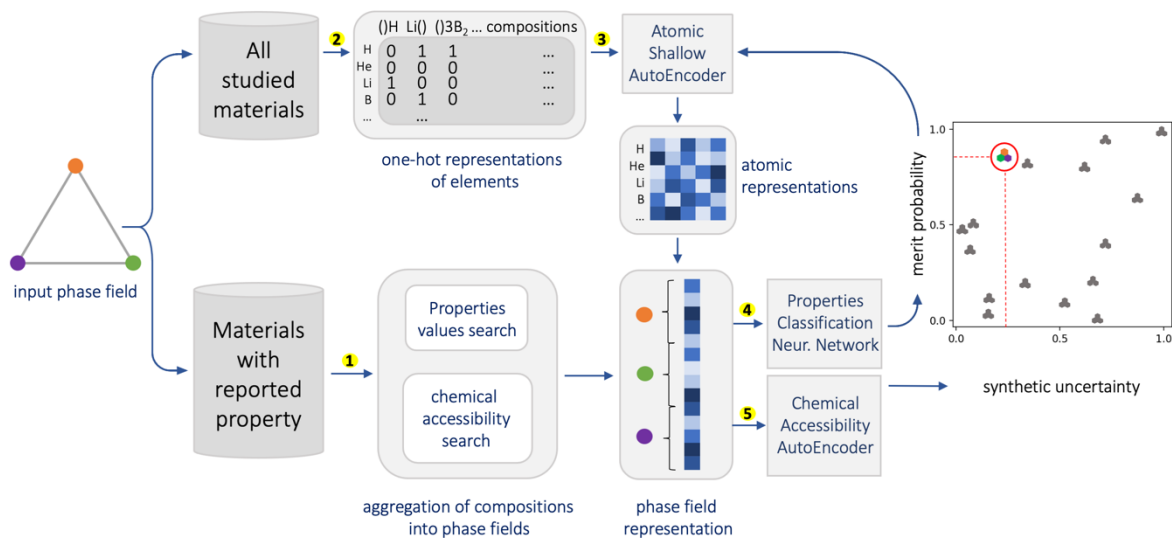 input phase field
All
studied
materials
2
()H Li() ()3B₂ ... compositions
H 0 1 1 ...
He 0 0 0 ...
Li 1 0 0 ...
B 0 1 0 ...
... ...
one-hot representations
of elements
3
Atomic
Shallow
AutoEncoder
H
He
Li
B
...
atomic
representations
Materials
with
reported
property
1
Properties
values search
chemical
accessibility
search
aggregation of compositions
into phase fields
phase field
representation
4
Properties
Classification
Neur. Network
5
Chemical
Accessibility
AutoEncoder
merit probability
1.0
0.5
0.0
0.0 0.5 1.0
synthetic uncertainty